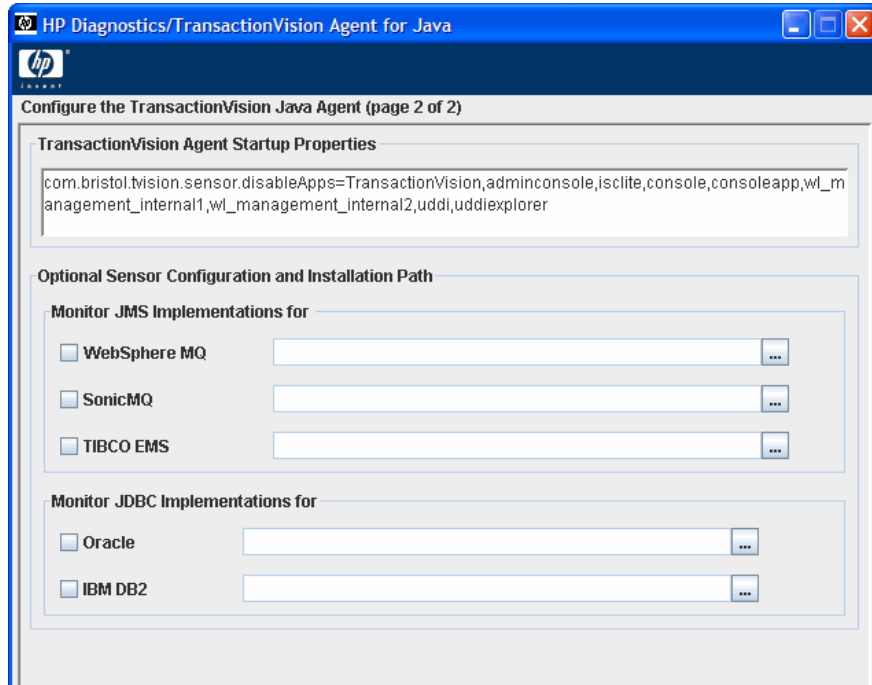 HP Diagnostics/TransactionVision Agent for Java
hp
invent
Configure the TransactionVision Java Agent (page 2 of 2)
TransactionVision Agent Startup Properties
com.bristol.tvision.sensor.disableApps=TransactionVision,adminconsole,isclite,console,consoleapp,wl_m
anagement_internal1,wl_management_internal2,uddi,uddiexplorer
Optional Sensor Configuration and Installation Path
Monitor JMS Implementations for
WebSphere MQ ...
SonicMQ ...
TIBCO EMS ...
Monitor JDBC Implementations for
Oracle ...
IBM DB2 ...